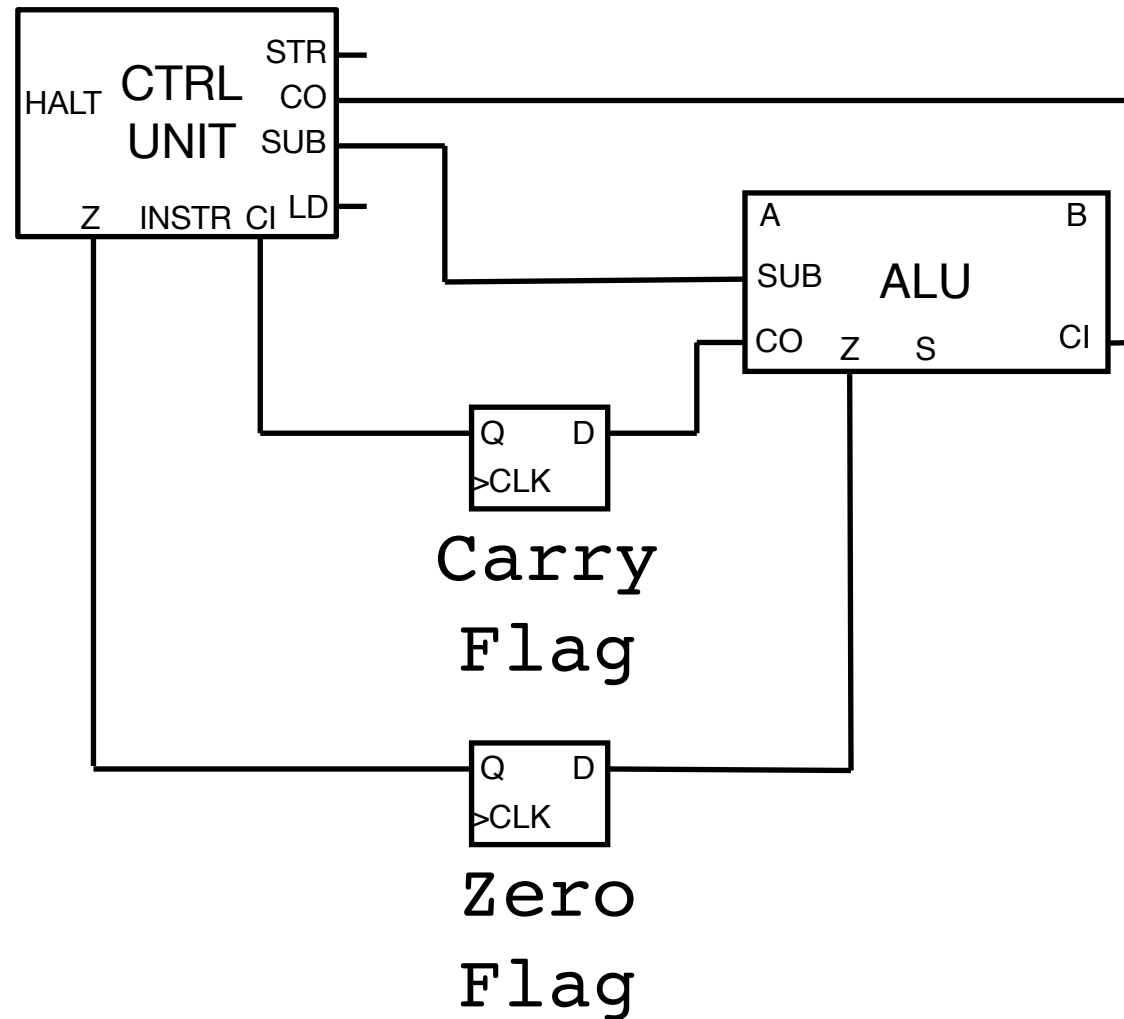 STR
HALT
CTRL
UNIT
CO
SUB
Z
INSTR
CI
LD
A
B
SUB
ALU
CO
Z
S
CI
Q
D
>CLK
Carry
Flag
Q
D
>CLK
Zero
Flag